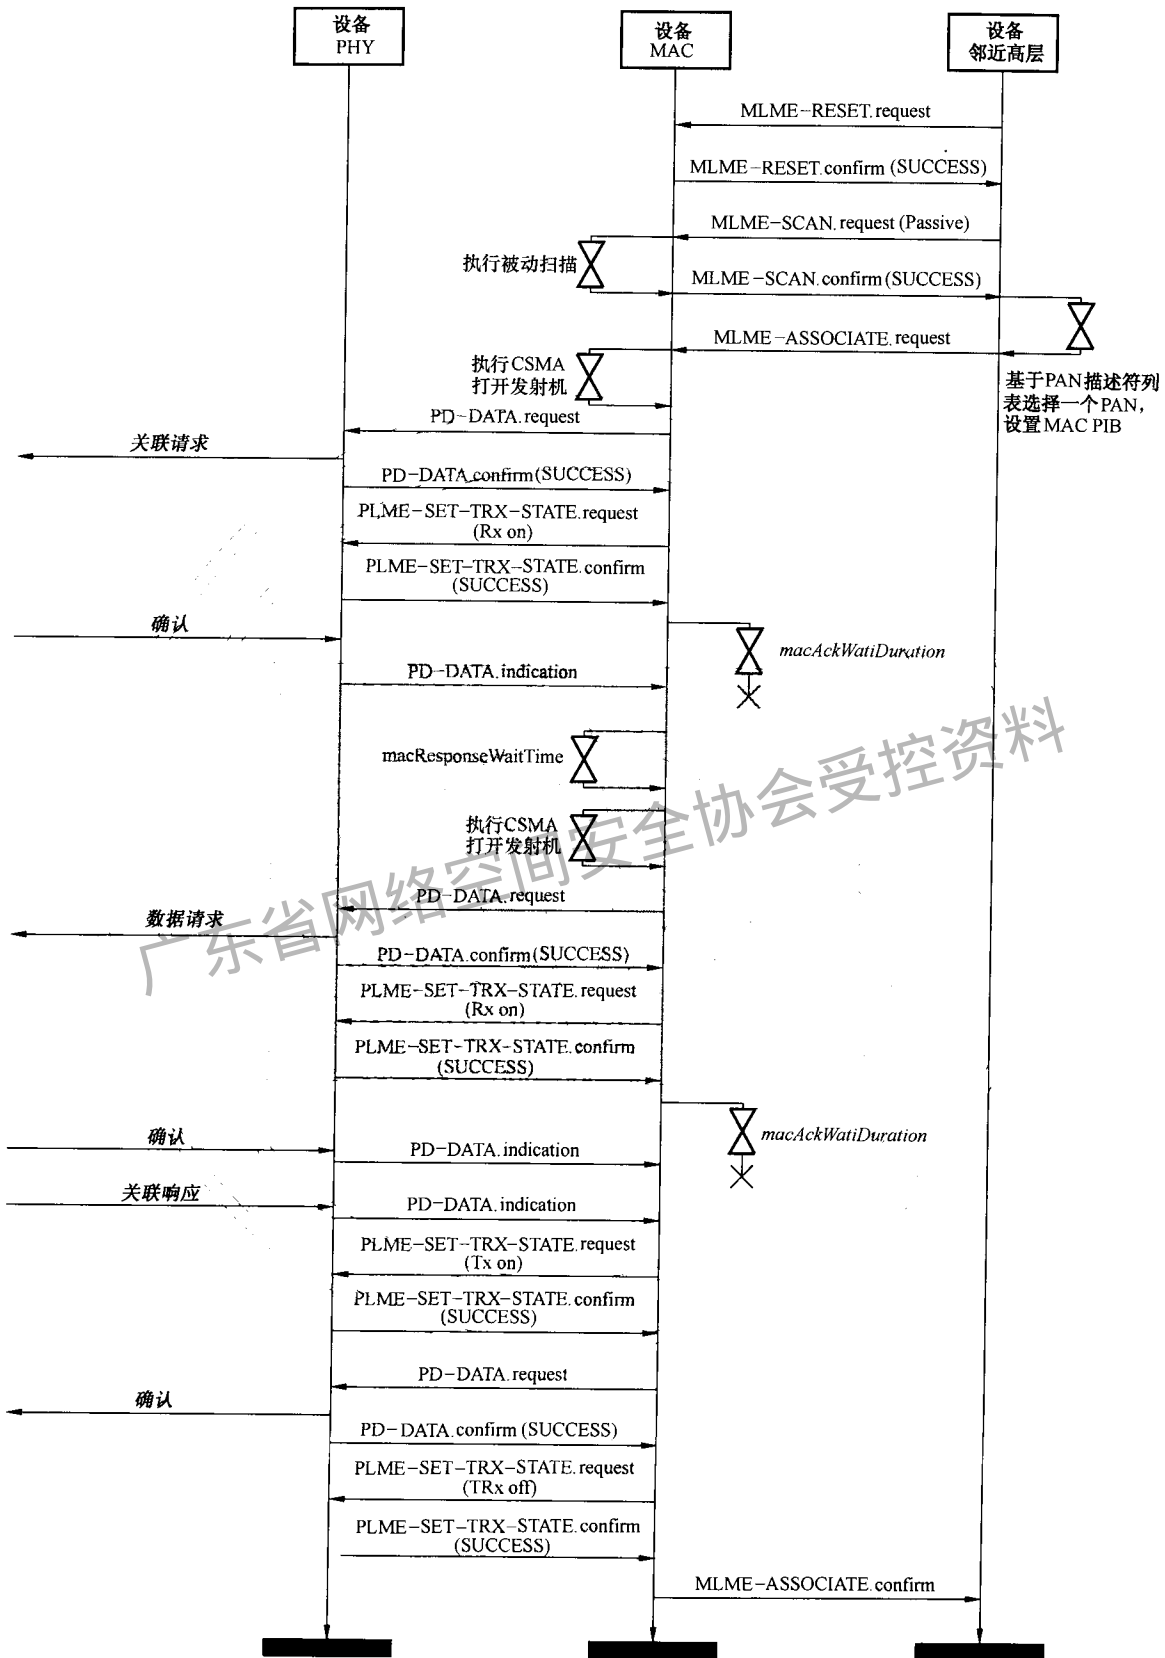 设备
PHY
设备
MAC
设备
邻近高层
MLME-RESET.request
MLME-RESET.confirm (SUCCESS)
MLME-SCAN.request (Passive)
执行被动扫描
MLME-SCAN.confirm (SUCCESS)
MLME-ASSOCIATE.request
执行CSMA
打开发射机
基于PAN描述符列
表选择一个PAN,
设置MAC PIB
PD-DATA.request
关联请求
PD-DATA.confirm (SUCCESS)
PLME-SET-TRX-STATE.request
(Rx on)
PLME-SET-TRX-STATE.confirm
(SUCCESS)
确认
macAckWatiDuration
PD-DATA.indication
macResponseWaitTime
执行CSMA
打开发射机
PD-DATA.request
数据请求
PD-DATA.confirm (SUCCESS)
PLME-SET-TRX-STATE.request
(Rx on)
PLME-SET-TRX-STATE.confirm
(SUCCESS)
确认
macAckWatiDuration
PD-DATA.indication
关联响应
PD-DATA.indication
PLME-SET-TRX-STATE.request
(Tx on)
PLME-SET-TRX-STATE.confirm
(SUCCESS)
PD-DATA.request
确认
PD-DATA.confirm (SUCCESS)
PLME-SET-TRX-STATE.request
(TRx off)
PLME-SET-TRX-STATE.confirm
(SUCCESS)
MLME-ASSOCIATE.confirm
广东省网络空间安全协会受控资料